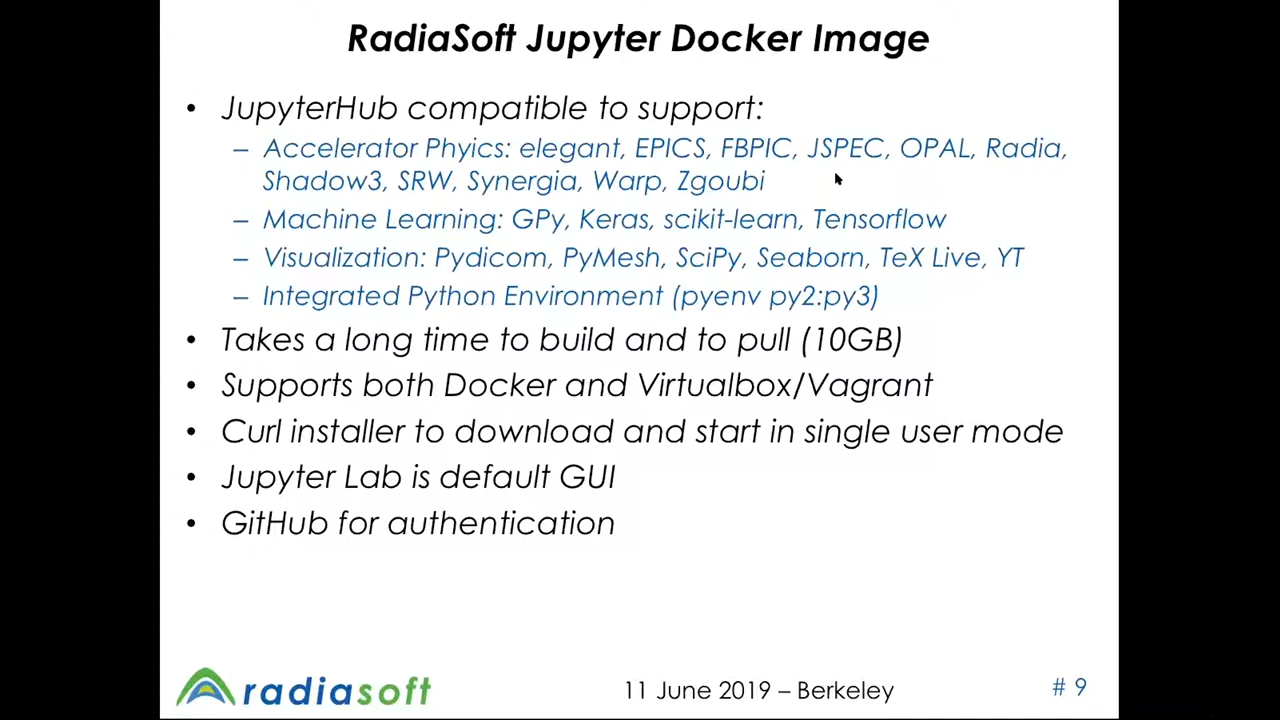 RadiaSoft Jupyter Docker Image
• JupyterHub compatible to support:
– Accelerator Phyics: elegant, EPICS, FBPIC, JSPEC, OPAL, Radia,
Shadow3, SRW, Synergia, Warp, Zgoubi
– Machine Learning: GPy, Keras, scikit-learn, Tensorflow
– Visualization: Pydicom, PyMesh, SciPy, Seaborn, TeX Live, YT
– Integrated Python Environment (pyenv py2:py3)
• Takes a long time to build and to pull (10GB)
• Supports both Docker and Virtualbox/Vagrant
• Curl installer to download and start in single user mode
• Jupyter Lab is default GUI
• GitHub for authentication
radiasoft
11 June 2019 – Berkeley
# 9